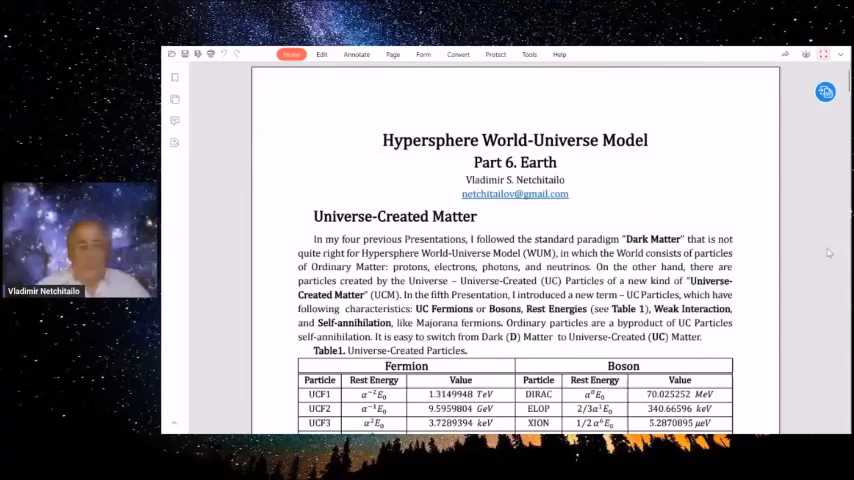 Home Edit Annotate Page Form Convert Protect Tools Help
Hypersphere World-Universe Model
Part 6. Earth
Vladimir S. Netchitailo
netchitailov@gmail.com
Universe-Created Matter
In my four previous Presentations, I followed the standard paradigm "Dark Matter" that is not
quite right for Hypersphere World-Universe Model (WUM), in which the World consists of particles
of Ordinary Matter: protons, electrons, photons, and neutrinos. On the other hand, there are
particles created by the Universe – Universe-Created (UC) Particles of a new kind of "Universe-
Created Matter" (UCM). In the fifth Presentation, I introduced a new term – UC Particles, which have
following characteristics: UC Fermions or Bosons, Rest Energies (see Table 1), Weak Interaction,
and Self-annihilation, like Majorana fermions. Ordinary particles are a byproduct of UC Particles
self-annihilation. It is easy to switch from Dark (D) Matter to Universe-Created (UC) Matter.
Table1. Universe-Created Particles.
Fermion Boson
Particle Rest Energy Value Particle Rest Energy Value
UCF1 α⁻²E₀ 1.3149948 TeV DIRAC α⁰E₀ 70.025252 MeV
UCF2 α⁻¹E₀ 9.5959804 GeV ELOP 2/3α¹E₀ 340.66596 keV
UCF3 α²E₀ 3.7289394 keV XION 1/2 α⁶E₀ 5.2870895 μeV
Vladimir Netchitailo